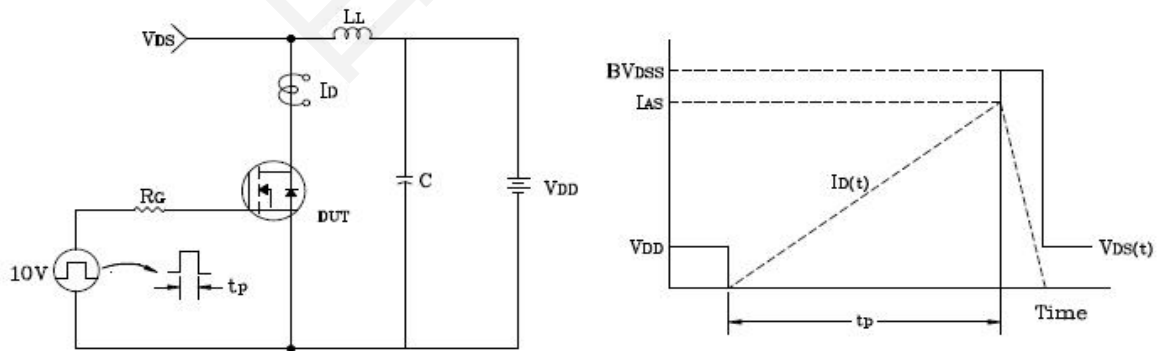 LL
VDS
ID
RG
DUT
C
VDD
10V
tp
BVDSS
IAS
ID(t)
VDD
VDS(t)
tp
Time